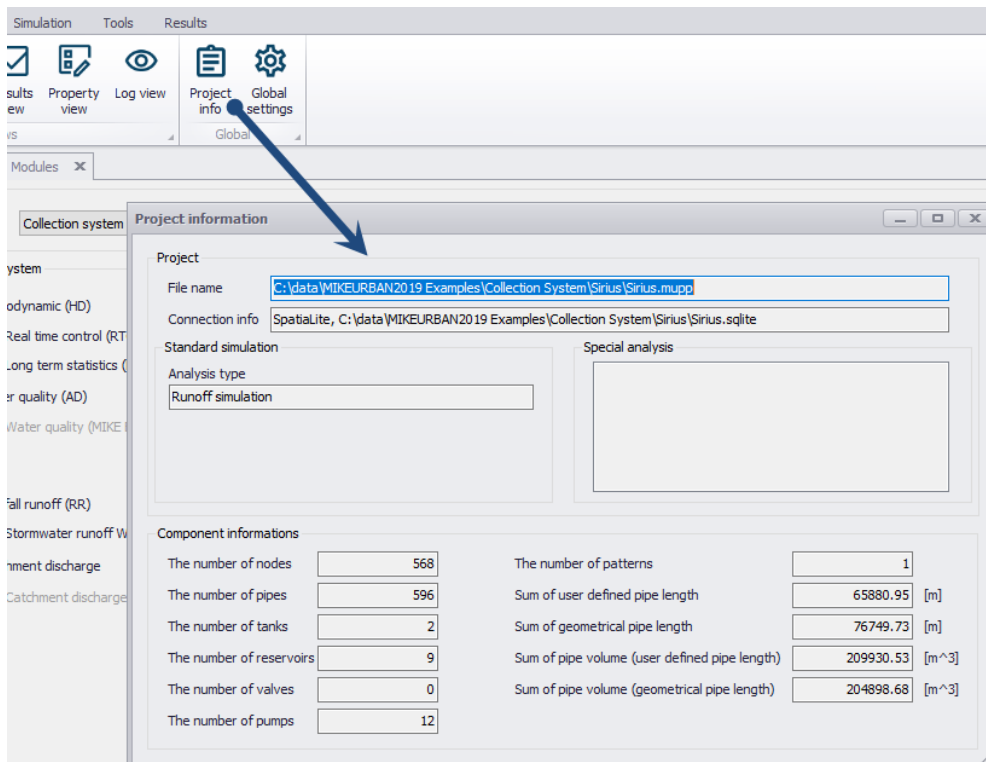 Simulation Tools Results
sults Property Log view Project Global
ew view info settings
ws Global
Modules
Collection system
Project information
ystem
Project
File name C:\data\MIKEURBAN2019 Examples\Collection System\Sirius\Sirius.mupp
odynamic (HD)
Connection info SpatiaLite, C:\data\MIKEURBAN2019 Examples\Collection System\Sirius\Sirius.sqlite
Real time control (RT
Standard simulation Special analysis
Long term statistics (
Analysis type
Runoff simulation
er quality (AD)
Water quality (MIKE
fall runoff (RR)
Stormwater runoff W
Component informations
hment discharge
The number of nodes 568 The number of patterns 1
Catchment discharge
The number of pipes 596 Sum of user defined pipe length 65880.95 [m]
The number of tanks 2 Sum of geometrical pipe length 76749.73 [m]
The number of reservoirs 9 Sum of pipe volume (user defined pipe length) 209930.53 [m^3]
The number of valves 0 Sum of pipe volume (geometrical pipe length) 204898.68 [m^3]
The number of pumps 12